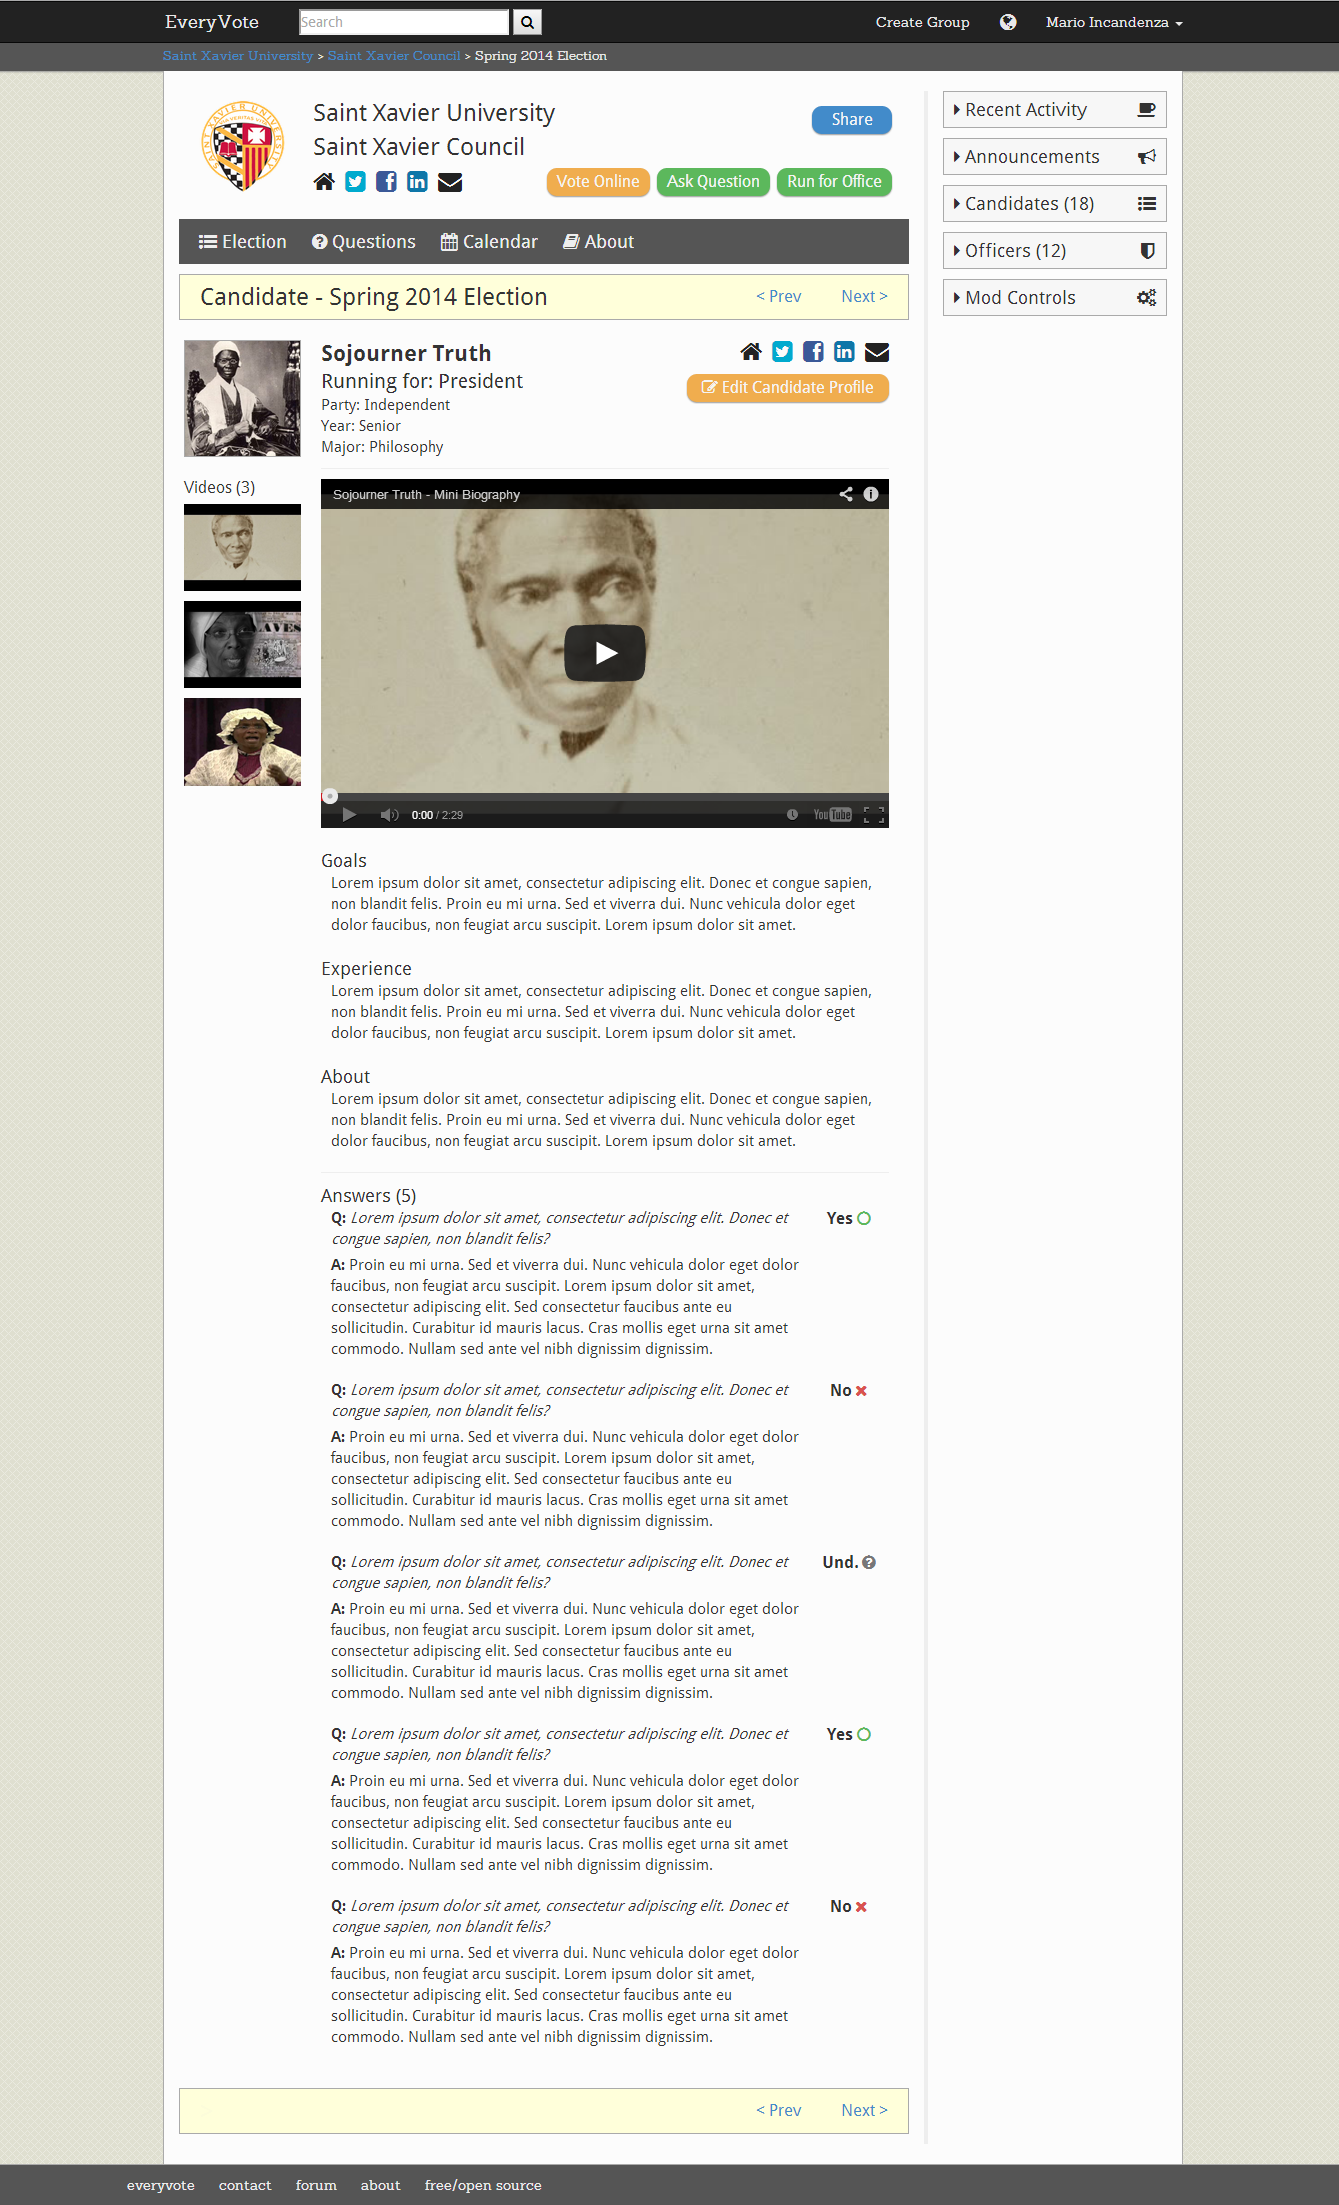 EveryVote
Search
Create Group
Mario Incandenza
Saint Xavier University > Saint Xavier Council > Spring 2014 Election
SAINT XAVIER UNIVERSITY
Saint Xavier University
Saint Xavier Council
Share
Vote Online
Ask Question
Run for Office
Election
Questions
Calendar
About
Recent Activity
Announcements
Candidates (18)
Officers (12)
Mod Controls
Candidate - Spring 2014 Election
< Prev
Next >
Sojourner Truth
Running for: President
Party: Independent
Year: Senior
Major: Philosophy
Edit Candidate Profile
Videos (3)
AVES
Sojourner Truth - Mini Biography
0:00 / 2:29
YouTube
Goals
Lorem ipsum dolor sit amet, consectetur adipiscing elit. Donec et congue sapien,
non blandit felis. Proin eu mi urna. Sed et viverra dui. Nunc vehicula dolor eget
dolor faucibus, non feugiat arcu suscipit. Lorem ipsum dolor sit amet.
Experience
Lorem ipsum dolor sit amet, consectetur adipiscing elit. Donec et congue sapien,
non blandit felis. Proin eu mi urna. Sed et viverra dui. Nunc vehicula dolor eget
dolor faucibus, non feugiat arcu suscipit. Lorem ipsum dolor sit amet.
About
Lorem ipsum dolor sit amet, consectetur adipiscing elit. Donec et congue sapien,
non blandit felis. Proin eu mi urna. Sed et viverra dui. Nunc vehicula dolor eget
dolor faucibus, non feugiat arcu suscipit. Lorem ipsum dolor sit amet.
Answers (5)
Q: Lorem ipsum dolor sit amet, consectetur adipiscing elit. Donec et
congue sapien, non blandit felis?
Yes
A: Proin eu mi urna. Sed et viverra dui. Nunc vehicula dolor eget dolor
faucibus, non feugiat arcu suscipit. Lorem ipsum dolor sit amet,
consectetur adipiscing elit. Sed consectetur faucibus ante eu
sollicitudin. Curabitur id mauris lacus. Cras mollis eget urna sit amet
commodo. Nullam sed ante vel nibh dignissim dignissim.
Q: Lorem ipsum dolor sit amet, consectetur adipiscing elit. Donec et
congue sapien, non blandit felis?
No
A: Proin eu mi urna. Sed et viverra dui. Nunc vehicula dolor eget dolor
faucibus, non feugiat arcu suscipit. Lorem ipsum dolor sit amet,
consectetur adipiscing elit. Sed consectetur faucibus ante eu
sollicitudin. Curabitur id mauris lacus. Cras mollis eget urna sit amet
commodo. Nullam sed ante vel nibh dignissim dignissim.
Q: Lorem ipsum dolor sit amet, consectetur adipiscing elit. Donec et
congue sapien, non blandit felis?
Und.
A: Proin eu mi urna. Sed et viverra dui. Nunc vehicula dolor eget dolor
faucibus, non feugiat arcu suscipit. Lorem ipsum dolor sit amet,
consectetur adipiscing elit. Sed consectetur faucibus ante eu
sollicitudin. Curabitur id mauris lacus. Cras mollis eget urna sit amet
commodo. Nullam sed ante vel nibh dignissim dignissim.
Q: Lorem ipsum dolor sit amet, consectetur adipiscing elit. Donec et
congue sapien, non blandit felis?
Yes
A: Proin eu mi urna. Sed et viverra dui. Nunc vehicula dolor eget dolor
faucibus, non feugiat arcu suscipit. Lorem ipsum dolor sit amet,
consectetur adipiscing elit. Sed consectetur faucibus ante eu
sollicitudin. Curabitur id mauris lacus. Cras mollis eget urna sit amet
commodo. Nullam sed ante vel nibh dignissim dignissim.
Q: Lorem ipsum dolor sit amet, consectetur adipiscing elit. Donec et
congue sapien, non blandit felis?
No
A: Proin eu mi urna. Sed et viverra dui. Nunc vehicula dolor eget dolor
faucibus, non feugiat arcu suscipit. Lorem ipsum dolor sit amet,
consectetur adipiscing elit. Sed consectetur faucibus ante eu
sollicitudin. Curabitur id mauris lacus. Cras mollis eget urna sit amet
commodo. Nullam sed ante vel nibh dignissim dignissim.
< Prev
Next >
everyvote
contact
forum
about
free/open source